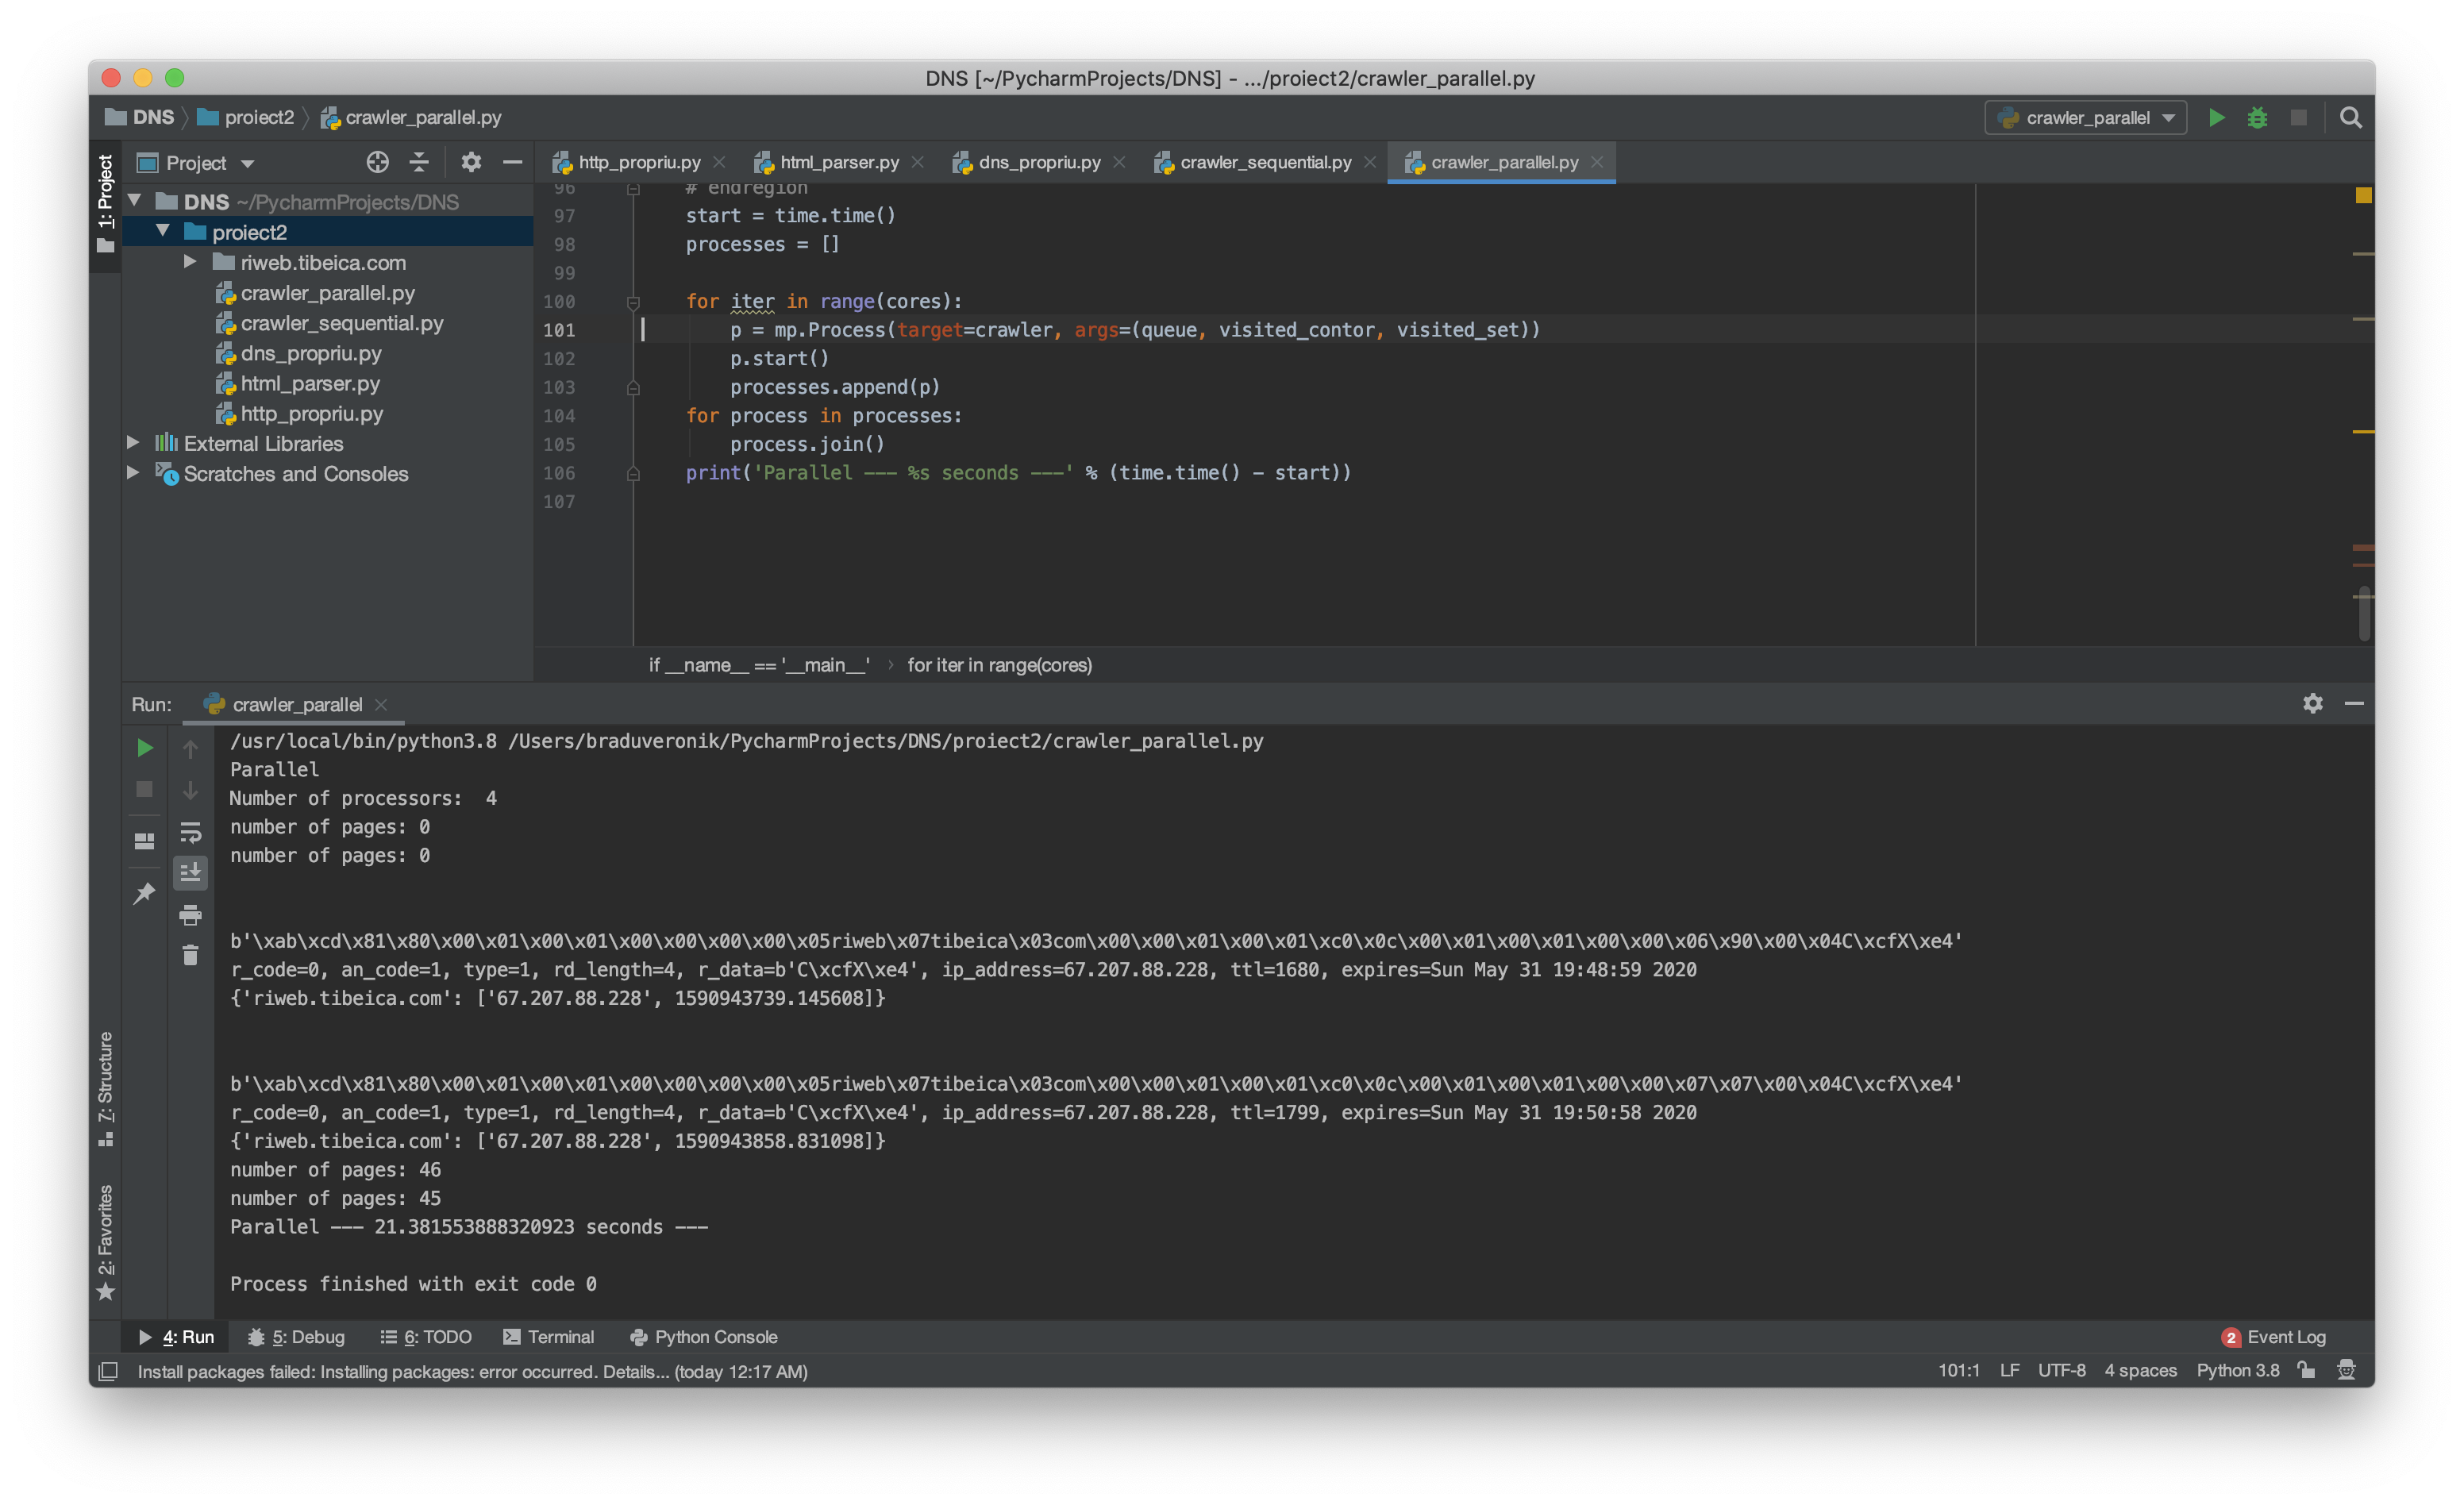 DNS [~/PycharmProjects/DNS] - .../proiect2/crawler_parallel.py
DNS proiect2 crawler_parallel.py
crawler_parallel
1: Project
Project
http_propriu.py html_parser.py dns_propriu.py crawler_sequential.py crawler_parallel.py
DNS ~/PycharmProjects/DNS
proiect2
riweb.tibeica.com
crawler_parallel.py
crawler_sequential.py
dns_propriu.py
html_parser.py
http_propriu.py
External Libraries
Scratches and Consoles
96 # endregion
97 start = time.time()
98 processes = []
99
100 for iter in range(cores):
101 p = mp.Process(target=crawler, args=(queue, visited_contor, visited_set))
102 p.start()
103 processes.append(p)
104 for process in processes:
105 process.join()
106 print('Parallel --- %s seconds ---' % (time.time() - start))
107
if __name__ == '__main__' › for iter in range(cores)
Run: crawler_parallel
/usr/local/bin/python3.8 /Users/braduveronik/PycharmProjects/DNS/proiect2/crawler_parallel.py
Parallel
Number of processors:  4
number of pages: 0
number of pages: 0
b'\xab\xcd\x81\x80\x00\x01\x00\x01\x00\x00\x00\x00\x05riweb\x07tibeica\x03com\x00\x00\x01\x00\x01\xc0\x0c\x00\x01\x00\x01\x00\x00\x06\x90\x00\x04C\xcfX\xe4'
r_code=0, an_code=1, type=1, rd_length=4, r_data=b'C\xcfX\xe4', ip_address=67.207.88.228, ttl=1680, expires=Sun May 31 19:48:59 2020
{'riweb.tibeica.com': ['67.207.88.228', 1590943739.145608]}
b'\xab\xcd\x81\x80\x00\x01\x00\x01\x00\x00\x00\x00\x05riweb\x07tibeica\x03com\x00\x00\x01\x00\x01\xc0\x0c\x00\x01\x00\x01\x00\x00\x07\x07\x00\x04C\xcfX\xe4'
r_code=0, an_code=1, type=1, rd_length=4, r_data=b'C\xcfX\xe4', ip_address=67.207.88.228, ttl=1799, expires=Sun May 31 19:50:58 2020
{'riweb.tibeica.com': ['67.207.88.228', 1590943858.831098]}
number of pages: 46
number of pages: 45
Parallel --- 21.381553888320923 seconds ---
Process finished with exit code 0
7: Structure
2: Favorites
4: Run 5: Debug 6: TODO Terminal Python Console 2 Event Log
Install packages failed: Installing packages: error occurred. Details... (today 12:17 AM) 101:1 LF UTF-8 4 spaces Python 3.8